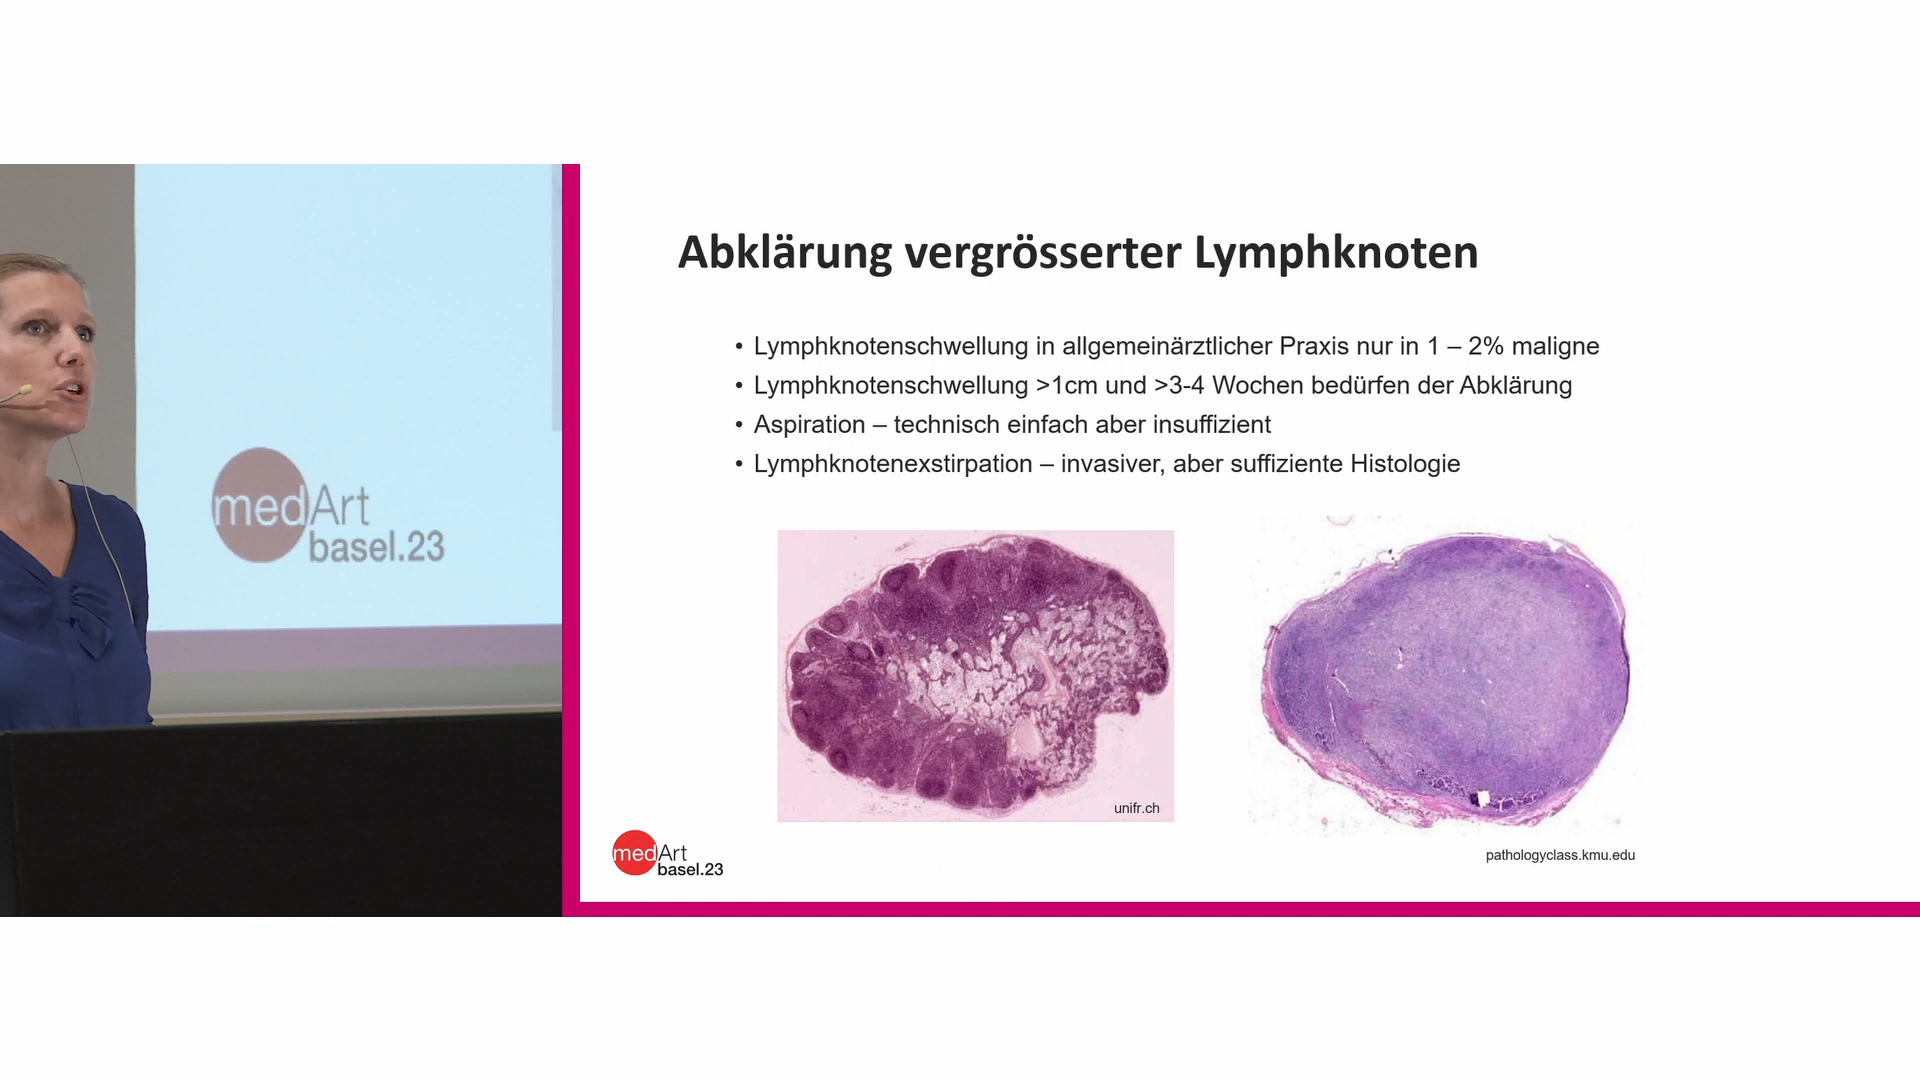 medArt
basel.23
Abklärung vergrösserter Lymphknoten
• Lymphknotenschwellung in allgemeinärztlicher Praxis nur in 1 – 2% maligne
• Lymphknotenschwellung >1cm und >3-4 Wochen bedürfen der Abklärung
• Aspiration – technisch einfach aber insuffizient
• Lymphknotenexstirpation – invasiver, aber suffiziente Histologie
unifr.ch
pathologyclass.kmu.edu
medArt
basel.23